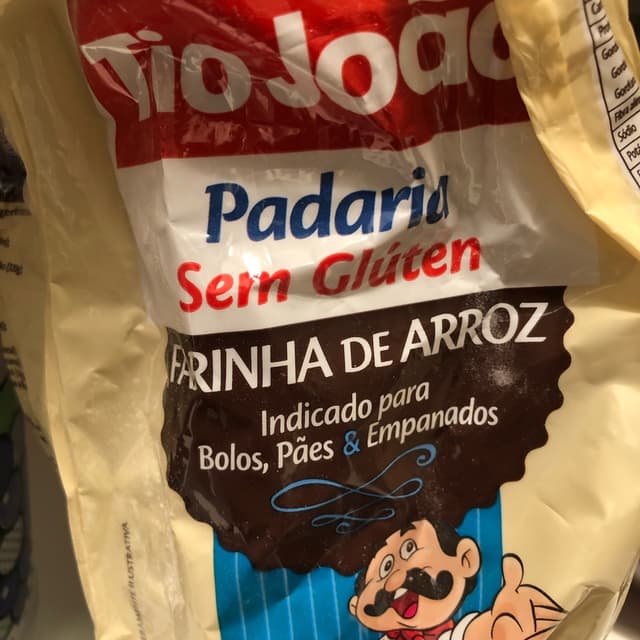 Tio João
Padaria
Sem Glúten
FARINHA DE ARROZ
Indicado para
Bolos, Pães & Empanados